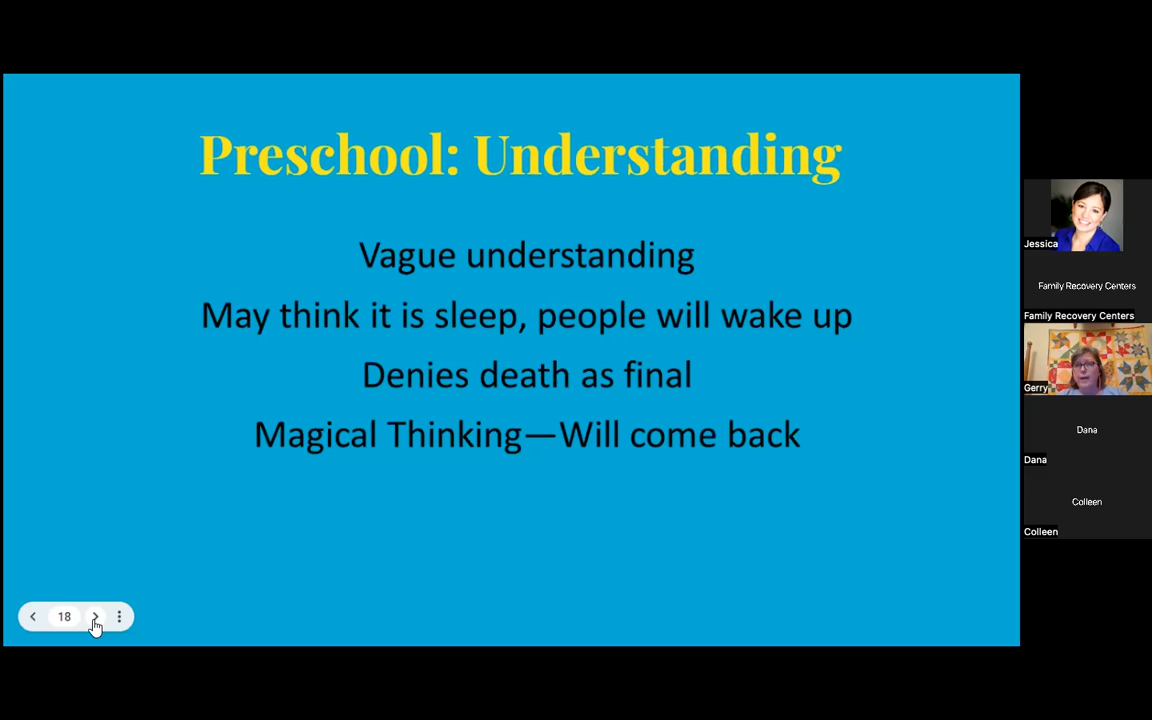 Preschool: Understanding
Vague understanding
May think it is sleep, people will wake up
Denies death as final
Magical Thinking—Will come back
18
Jessica
Family Recovery Centers
Family Recovery Centers
Gerry
Dana
Dana
Colleen
Colleen